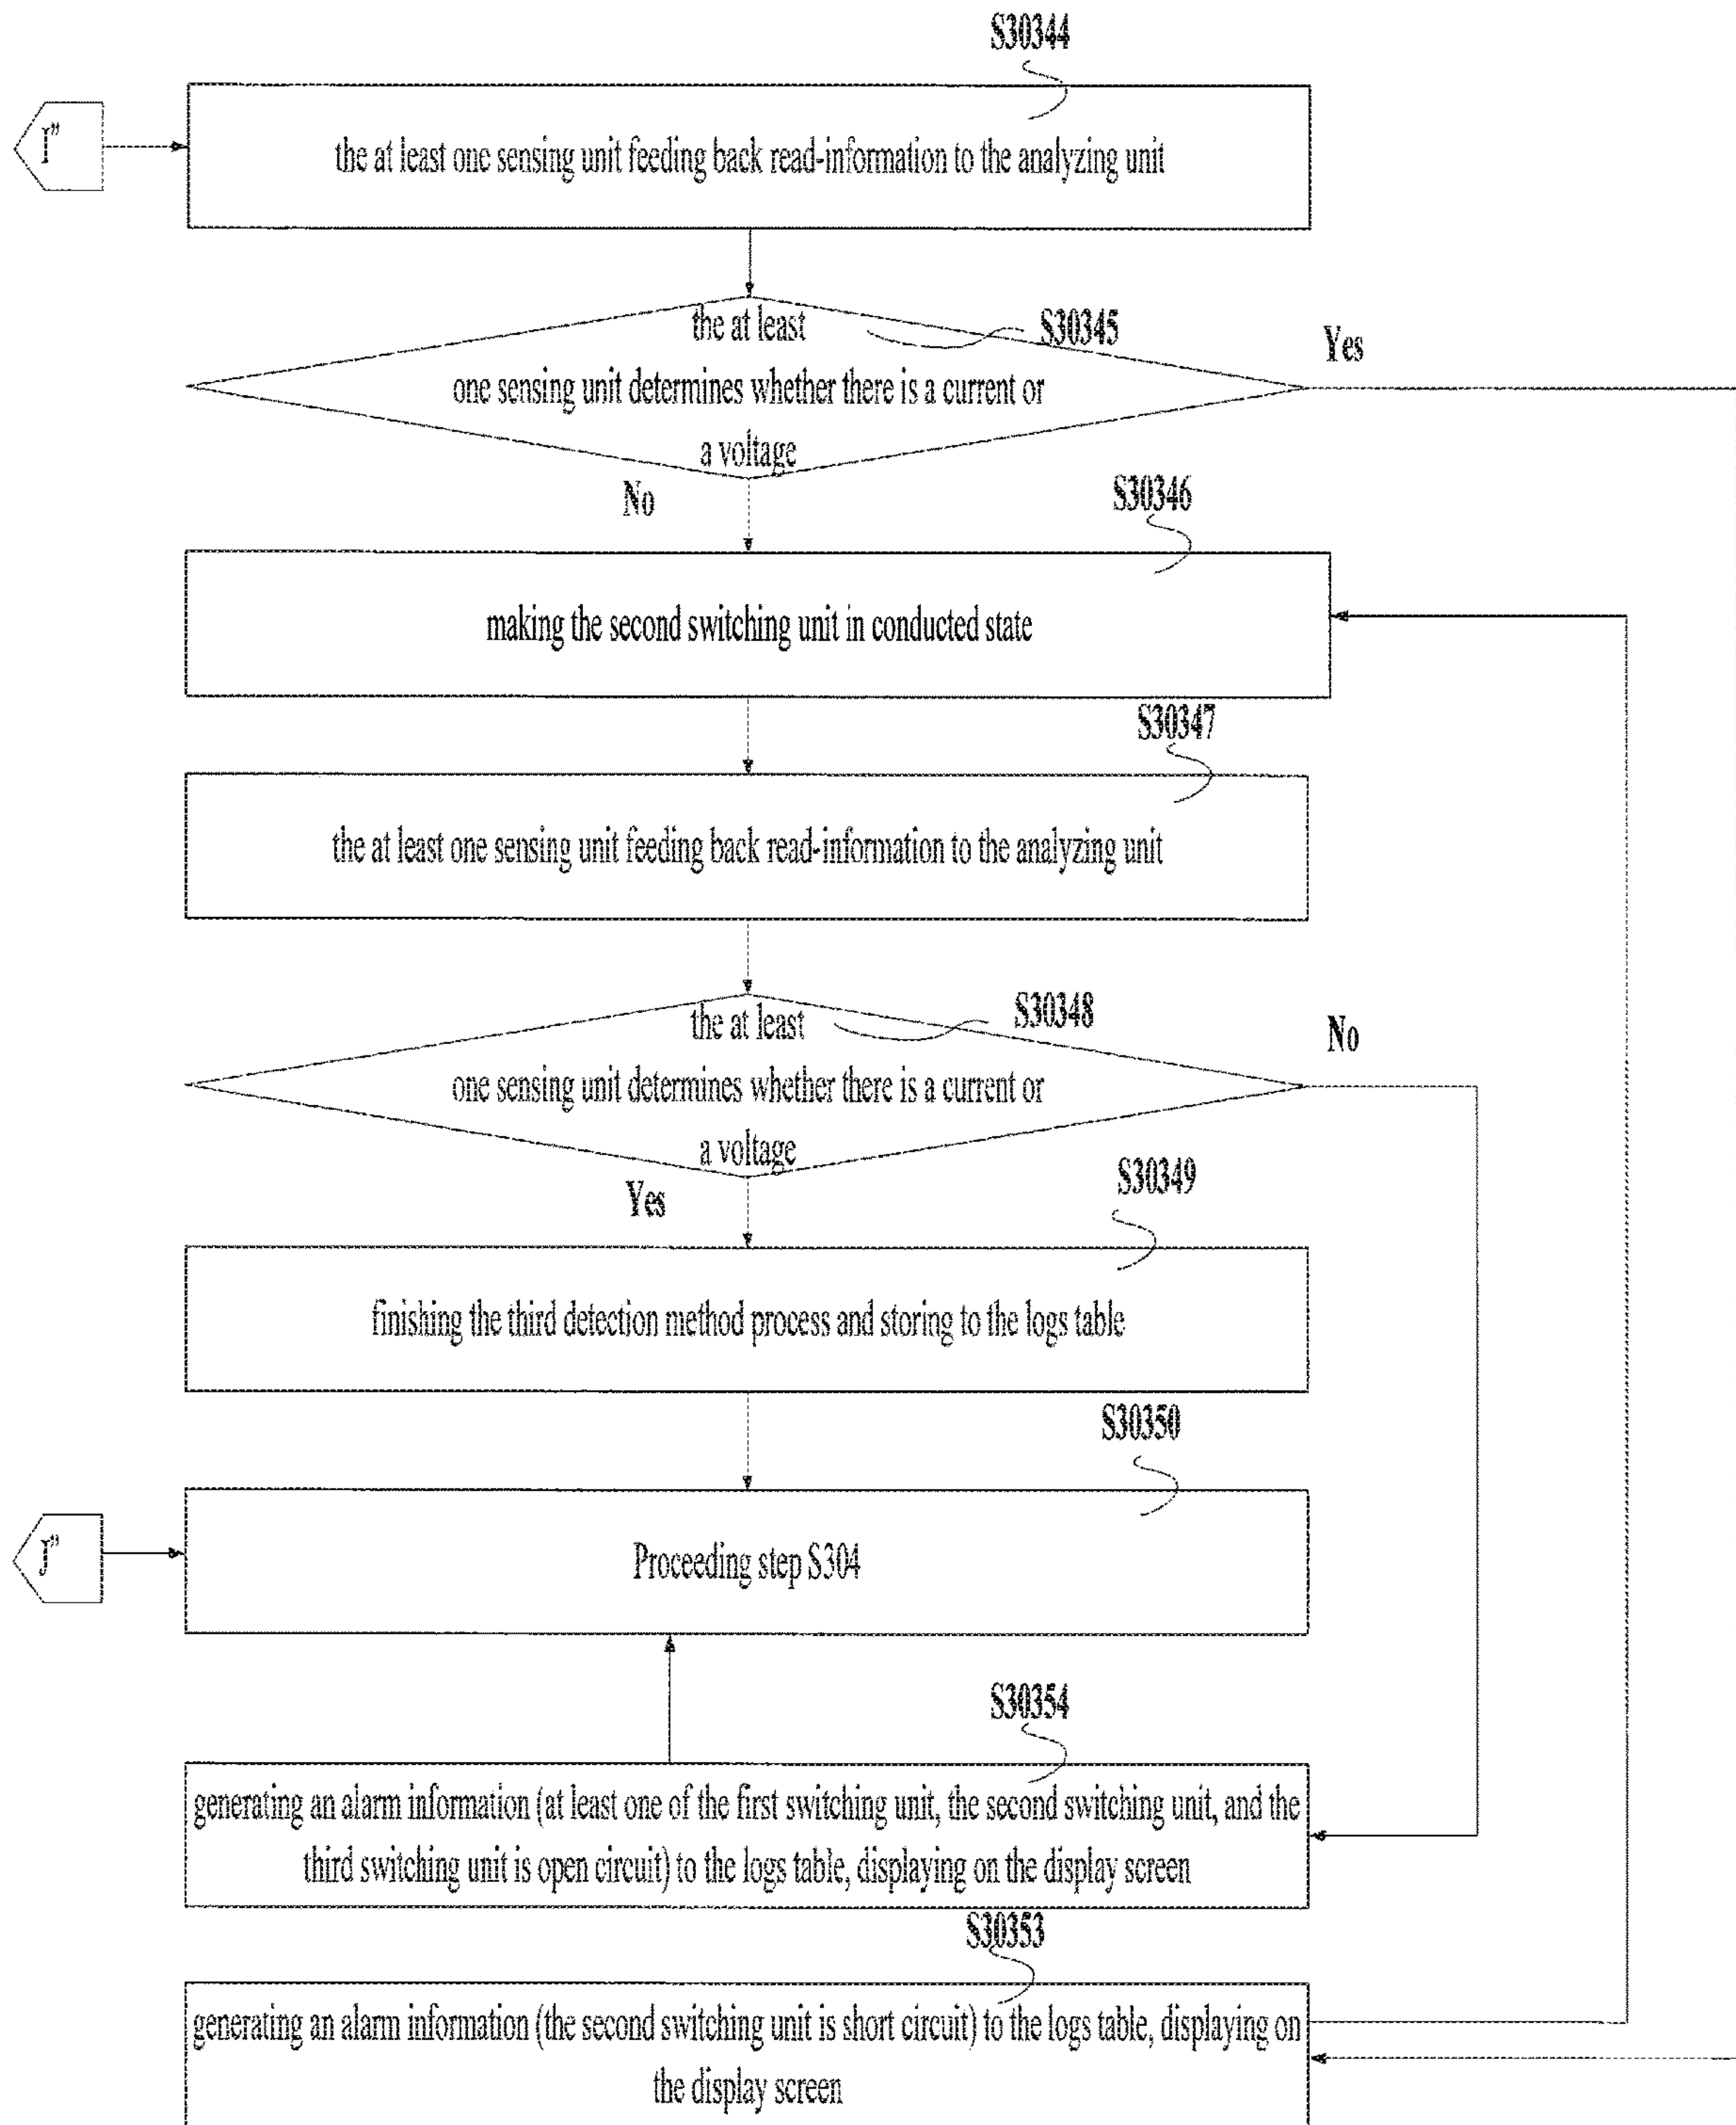 S30344
I”
the at least one sensing unit feeding back read-information to the analyzing unit
the at least
S30345
Yes
one sensing unit determines whether there is a current or
a voltage
No
S30346
making the second switching unit in conducted state
S30347
the at least one sensing unit feeding back read-information to the analyzing unit
the at least
S30348
No
one sensing unit determines whether there is a current or
a voltage
Yes
S30349
finishing the third detection method process and storing to the logs table
S30350
J”
Proceeding step S304
S30354
generating an alarm information (at least one of the first switching unit, the second switching unit, and the
third switching unit is open circuit) to the logs table, displaying on the display screen
S30353
generating an alarm information (the second switching unit is short circuit) to the logs table, displaying on
the display screen